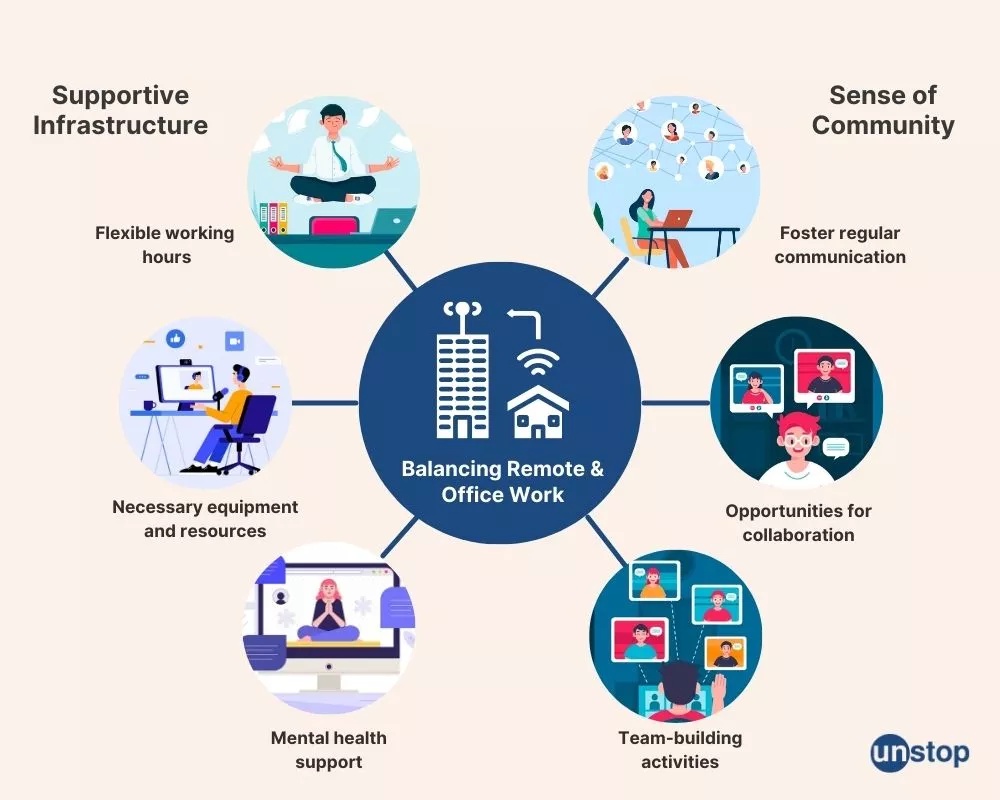 Supportive
Infrastructure
Flexible working
hours
Necessary equipment
and resources
Mental health
support
Balancing Remote &
Office Work
Sense of
Community
Foster regular
communication
Opportunities for
collaboration
Team-building
activities
unstop